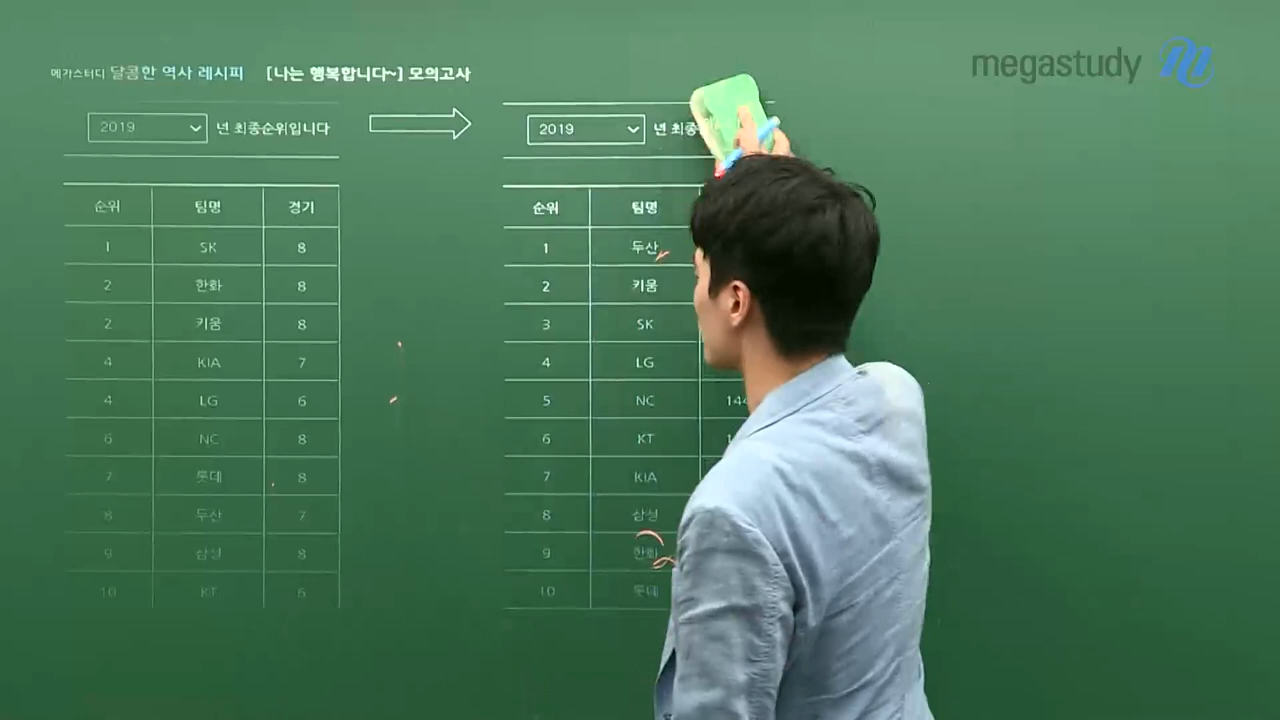 메가스터디 달콤한 역사 레시피 [나는 행복합니다~] 모의고사
megastudy
2019 년 최종순위입니다
순위 팀명 경기
1 SK 8
2 한화 8
2 키움 8
4 KIA 7
4 LG 6
6 NC 8
7 롯데 8
8 두산 7
9 삼성 8
10 KT 6
2019 년 최종
순위 팀명
1 두산
2 키움
3 SK
4 LG
5 NC 144
6 KT
7 KIA
8 삼성
9 한화
10 롯데